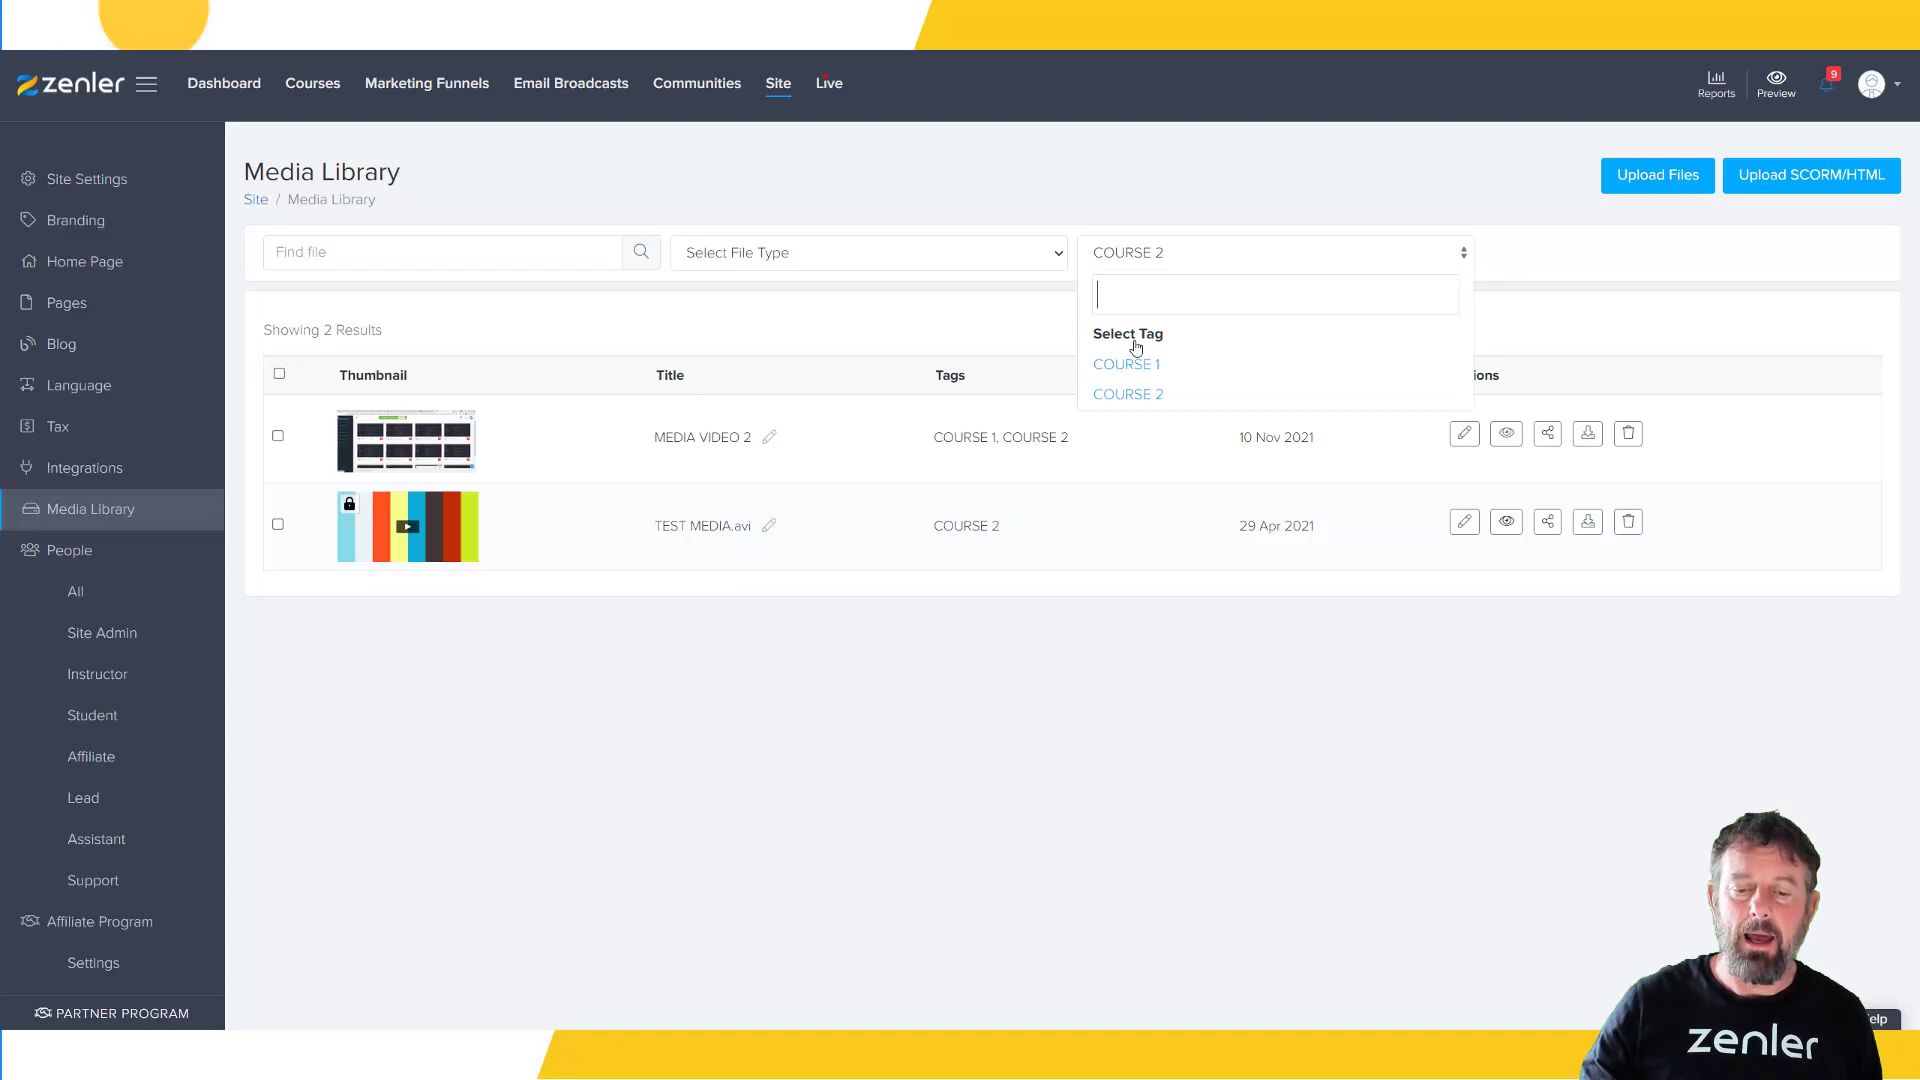 zenler
Dashboard
Courses
Marketing Funnels
Email Broadcasts
Communities
Site
Live
Reports
Preview
9
Site Settings
Branding
Home Page
Pages
Blog
Language
Tax
Integrations
Media Library
People
All
Site Admin
Instructor
Student
Affiliate
Lead
Assistant
Support
Affiliate Program
Settings
PARTNER PROGRAM
Media Library
Site / Media Library
Upload Files
Upload SCORM/HTML
Find file
Select File Type
COURSE 2
Select Tag
COURSE 1
COURSE 2
Showing 2 Results
Thumbnail
Title
Tags
ions
MEDIA VIDEO 2
COURSE 1, COURSE 2
10 Nov 2021
TEST MEDIA.avi
COURSE 2
29 Apr 2021
elp
zenler